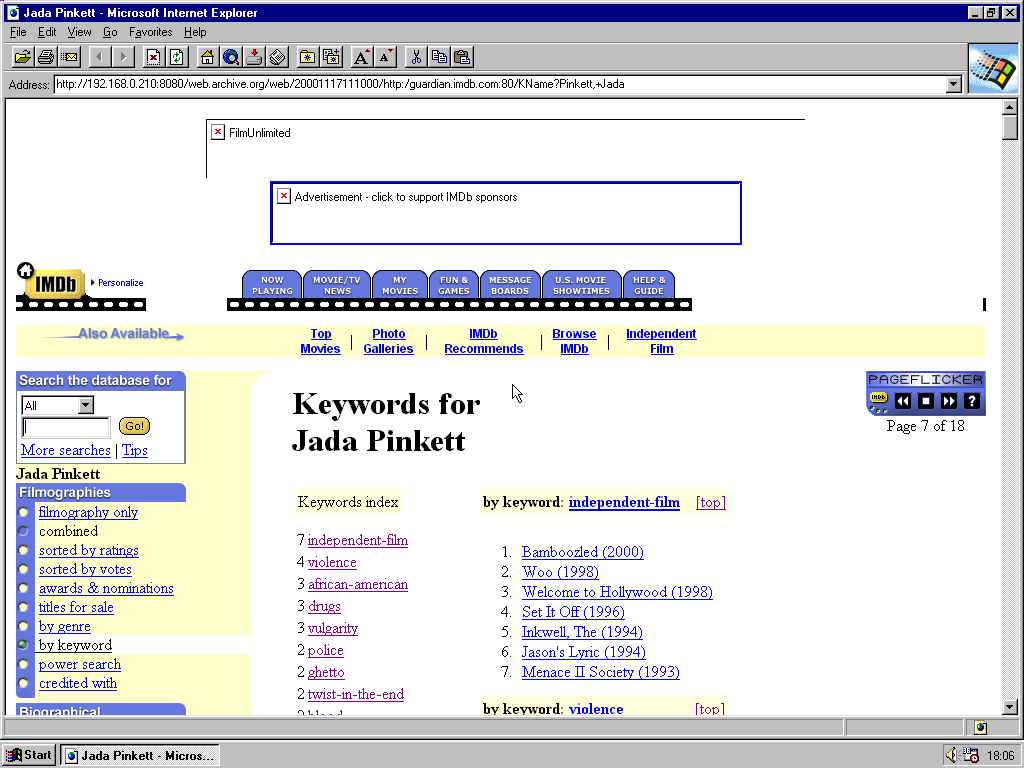 Jada Pinkett - Microsoft Internet Explorer
File Edit View Go Favorites Help
Address: http://192.168.0.210:8080/web.archive.org/web/20001117111000/http:/guardian.imdb.com:80/KName?Pinkett,+Jada
FilmUnlimited
Advertisement - click to support IMDb sponsors
IMDb Personalize
NOW PLAYING
MOVIE/TV NEWS
MY MOVIES
FUN & GAMES
MESSAGE BOARDS
U.S. MOVIE SHOWTIMES
HELP & GUIDE
Also Available
Top Movies | Photo Galleries | IMDb Recommends | Browse IMDb | Independent Film
Search the database for
All
Go!
More searches | Tips
Jada Pinkett
Filmographies
filmography only
combined
sorted by ratings
sorted by votes
awards & nominations
titles for sale
by genre
by keyword
power search
credited with
Biographical
Keywords for
Jada Pinkett
PAGEFLICKER
IMDb ?
Page 7 of 18
Keywords index
7 independent-film
4 violence
3 african-american
3 drugs
3 vulgarity
2 police
2 ghetto
2 twist-in-the-end
by keyword: independent-film [top]
1. Bamboozled (2000)
2. Woo (1998)
3. Welcome to Hollywood (1998)
4. Set It Off (1996)
5. Inkwell, The (1994)
6. Jason's Lyric (1994)
7. Menace II Society (1993)
by keyword: violence [top]
Start Jada Pinkett - Micros... 18:06